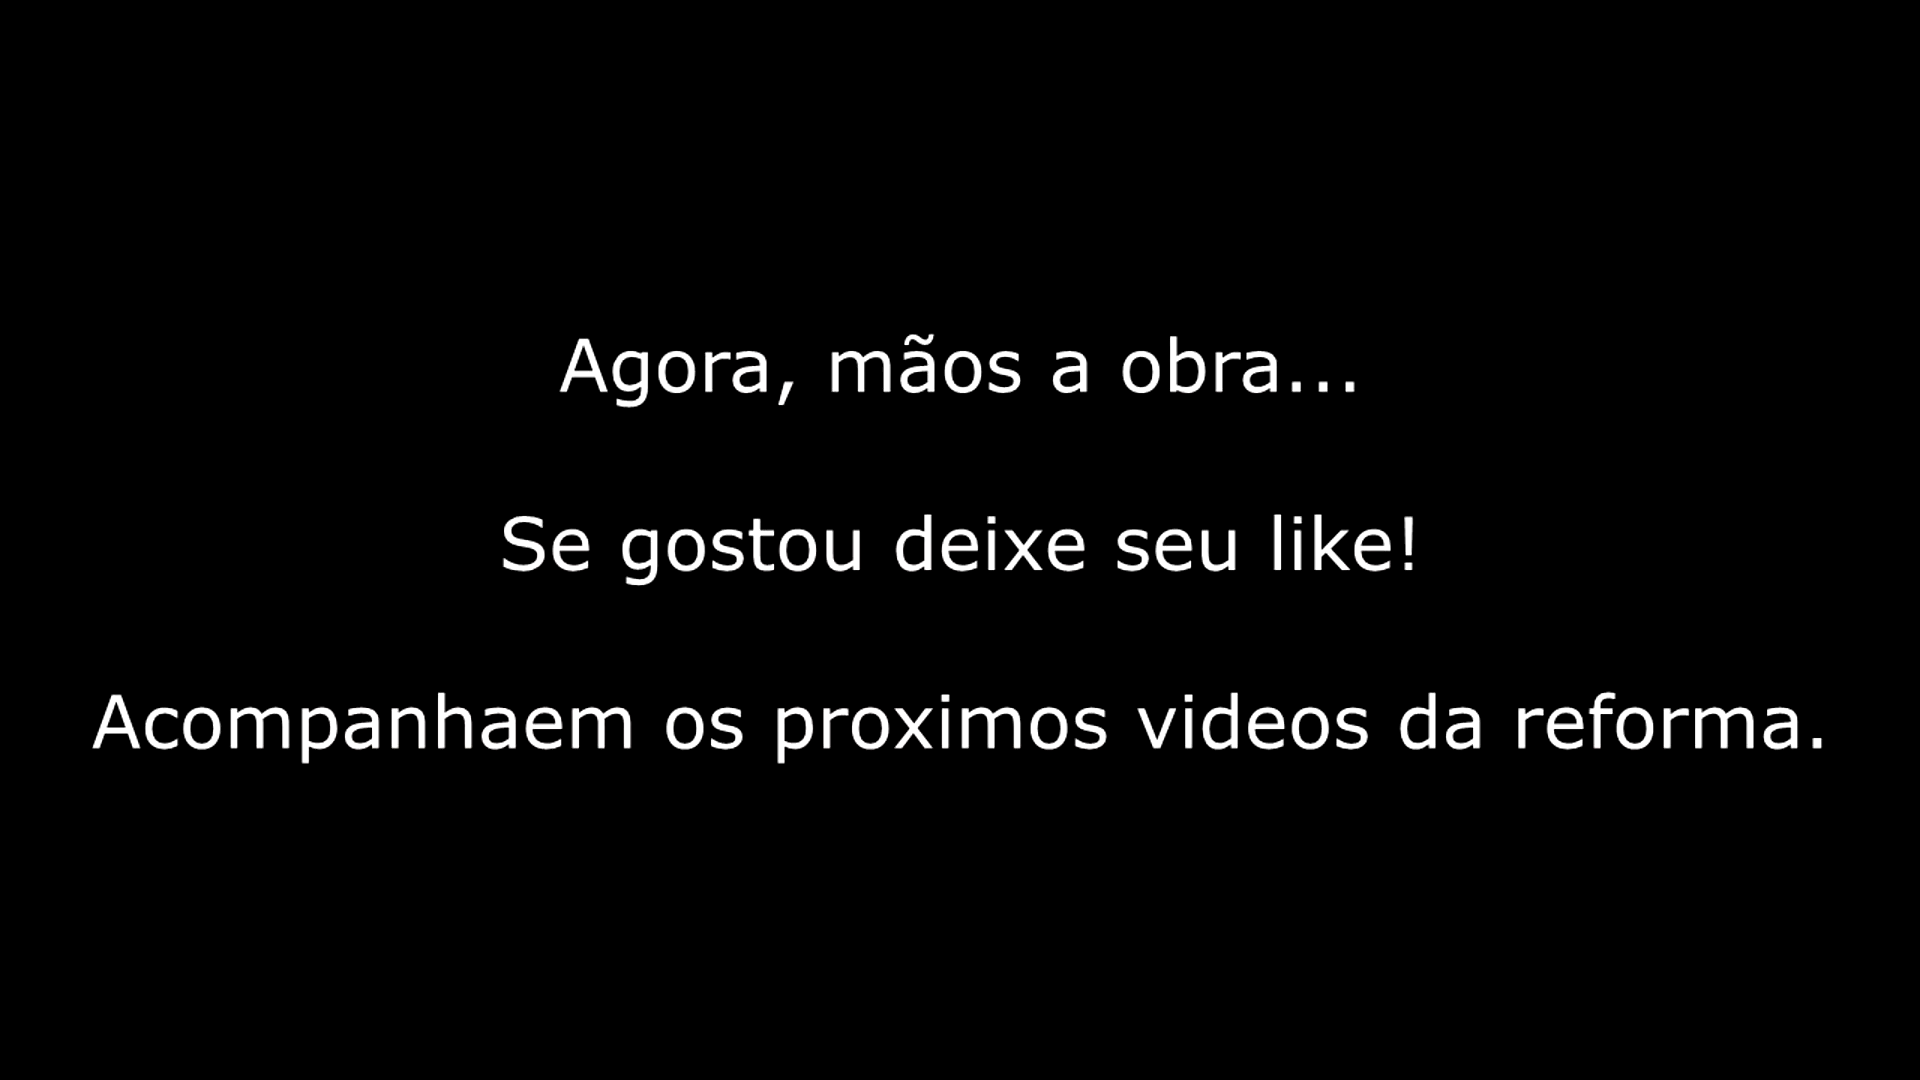 Agora, mãos a obra...
Se gostou deixe seu like!
Acompanhaem os proximos videos da reforma.